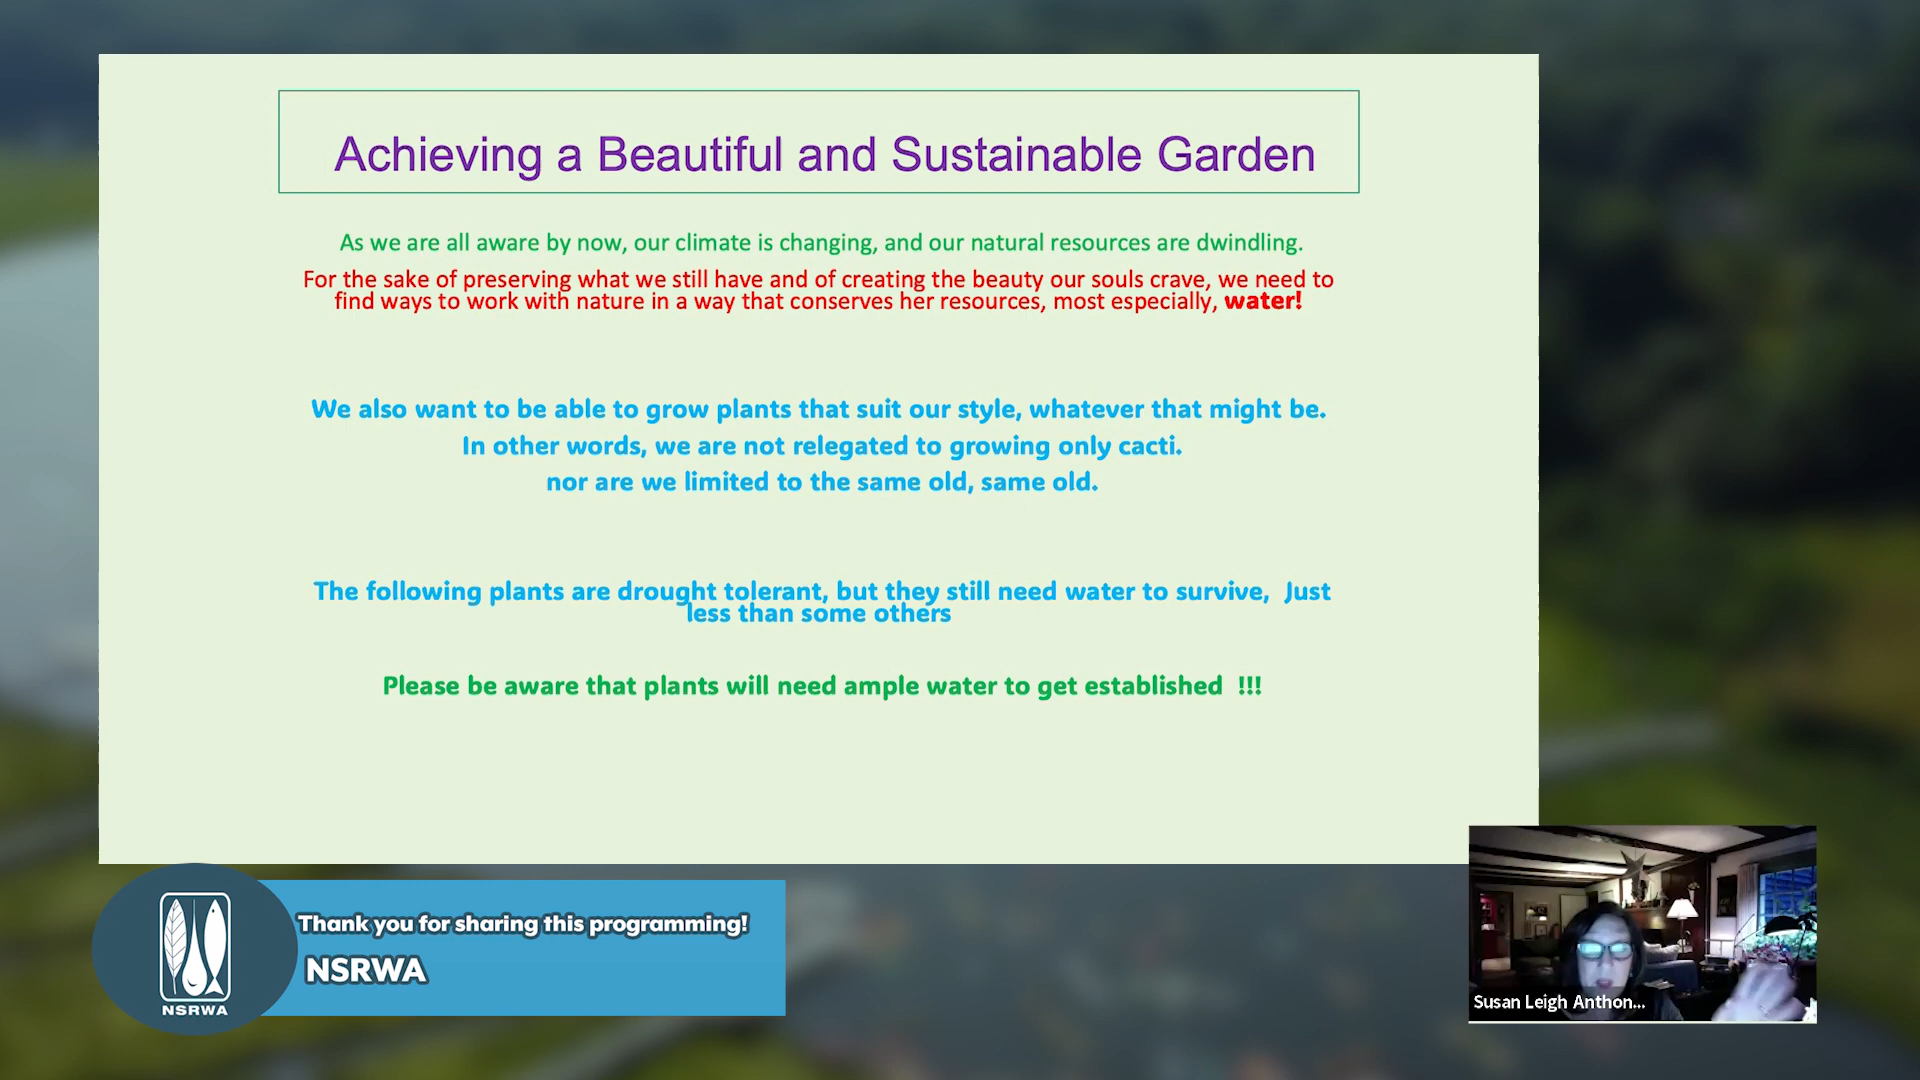 Achieving a Beautiful and Sustainable Garden
As we are all aware by now, our climate is changing, and our natural resources are dwindling.
For the sake of preserving what we still have and of creating the beauty our souls crave, we need to
find ways to work with nature in a way that conserves her resources, most especially, water!
We also want to be able to grow plants that suit our style, whatever that might be.
In other words, we are not relegated to growing only cacti.
nor are we limited to the same old, same old.
The following plants are drought tolerant, but they still need water to survive,  Just
less than some others
Please be aware that plants will need ample water to get established  !!!
Thank you for sharing this programming!
NSRWA
NSRWA
Susan Leigh Anthon...